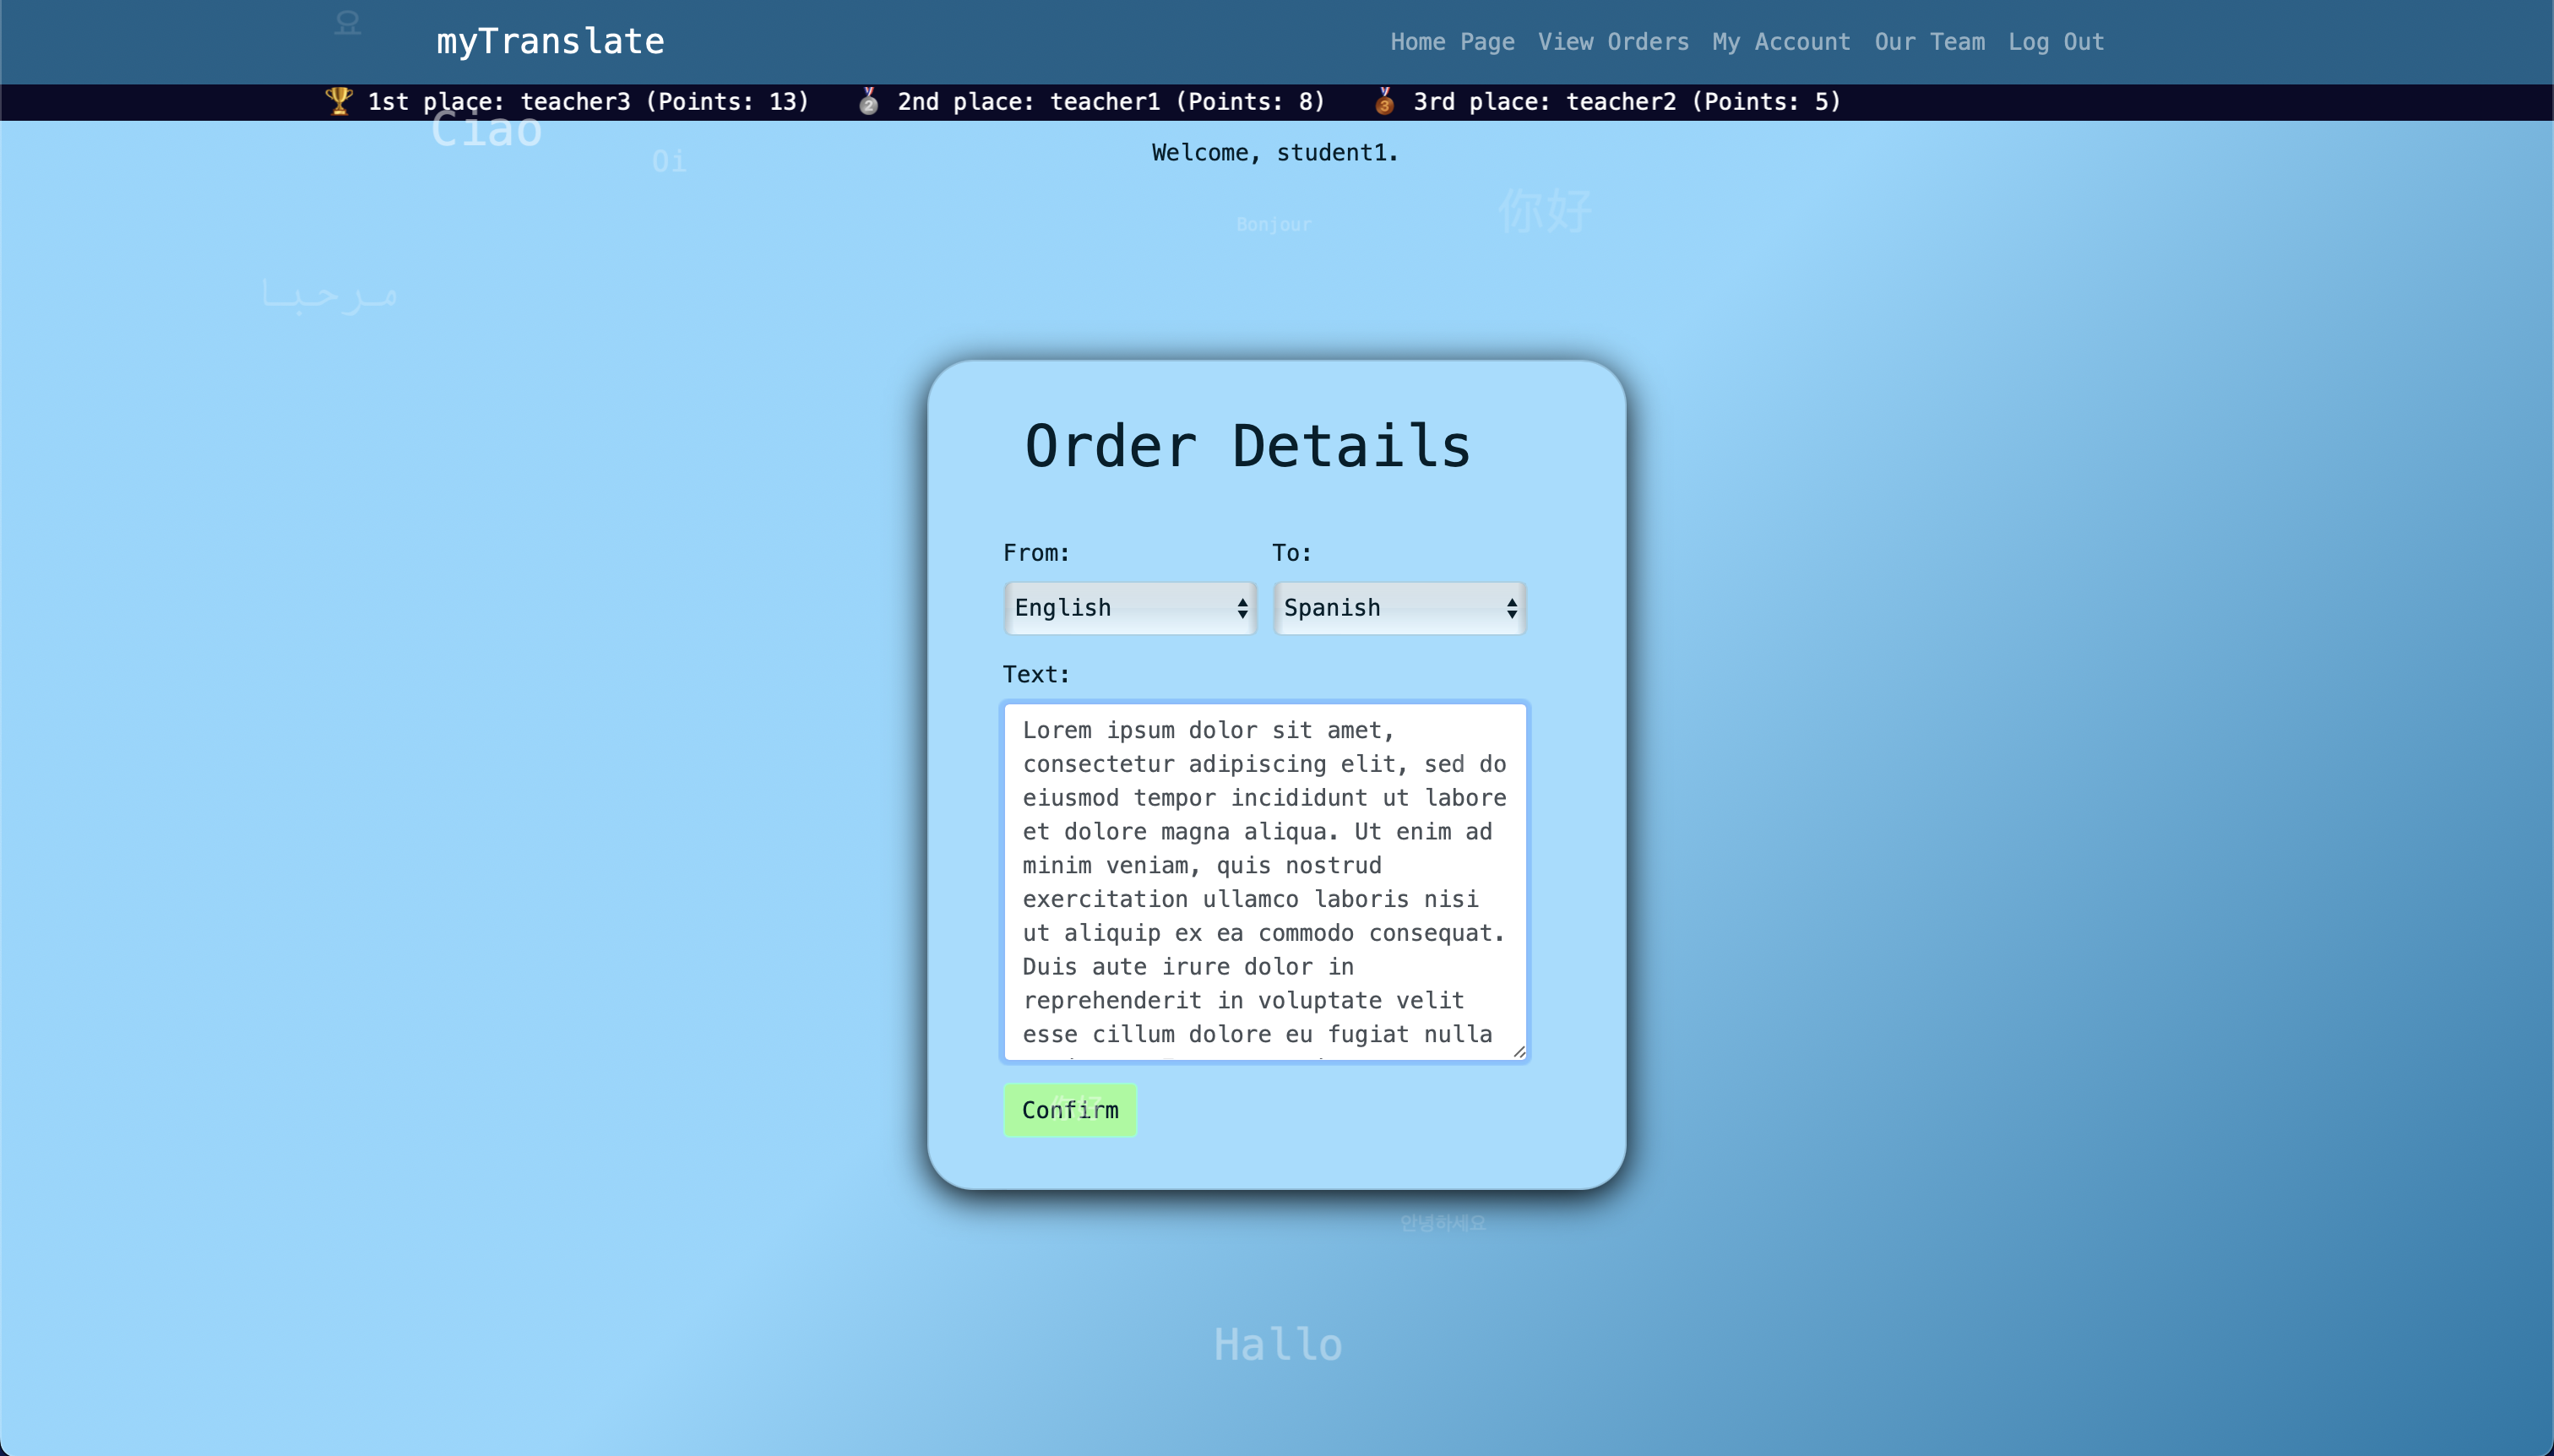 요
myTranslate
Home Page View Orders My Account Our Team Log Out
1st place: teacher3 (Points: 13) 2nd place: teacher1 (Points: 8) 3rd place: teacher2 (Points: 5)
Ciao
Oi
Welcome, student1.
你好
Bonjour
مرحبا
Order Details
From: To:
English Spanish
Text:
Lorem ipsum dolor sit amet,
consectetur adipiscing elit, sed do
eiusmod tempor incididunt ut labore
et dolore magna aliqua. Ut enim ad
minim veniam, quis nostrud
exercitation ullamco laboris nisi
ut aliquip ex ea commodo consequat.
Duis aute irure dolor in
reprehenderit in voluptate velit
esse cillum dolore eu fugiat nulla
Confirm
你好
안녕하세요
Hallo